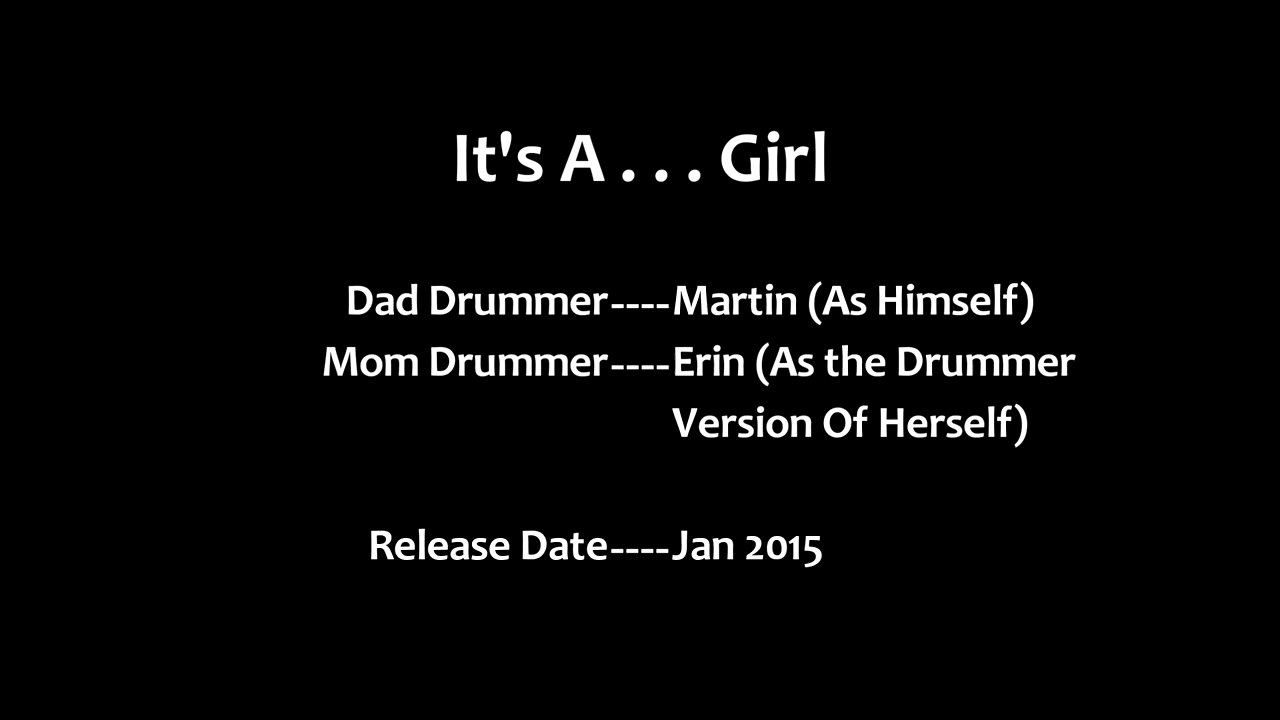 It's A . . . Girl
Dad Drummer----Martin (As Himself)
Mom Drummer----Erin (As the Drummer
Version Of Herself)
Release Date----Jan 2015